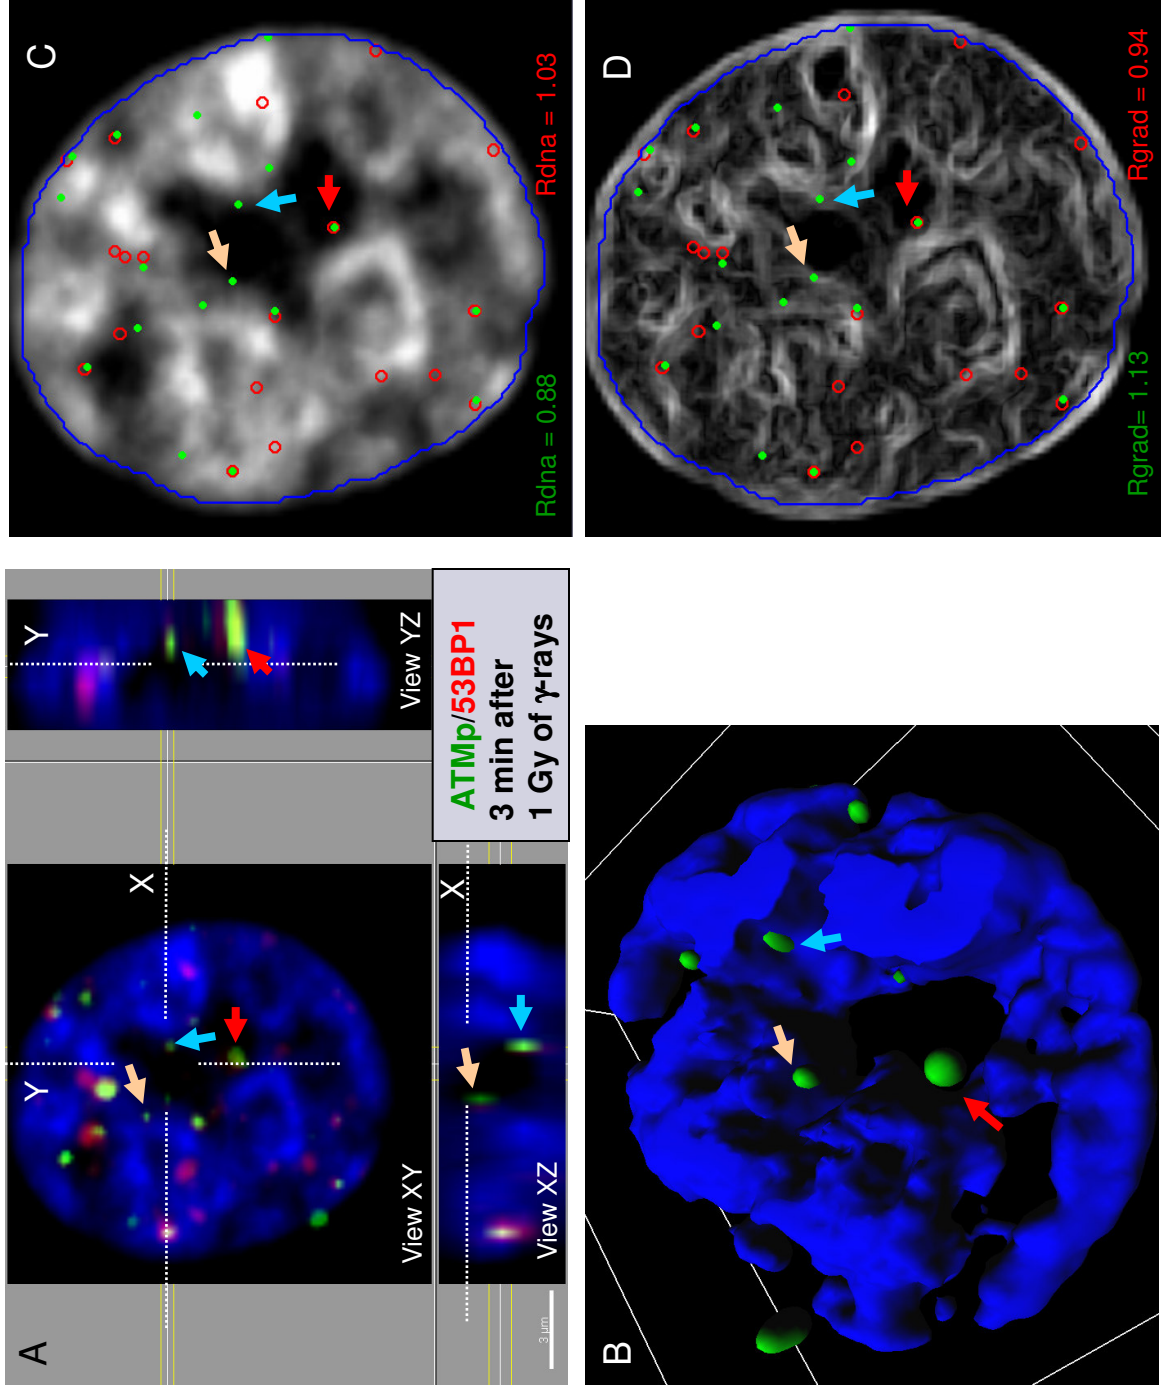 A
Y
X
View XY
Y
View YZ
X
View XZ
3 µm
ATMp/53BP1
3 min after
1 Gy of γ-rays
B
C
Rdna = 0.88
Rdna = 1.03
D
Rgrad= 1.13
Rgrad = 0.94